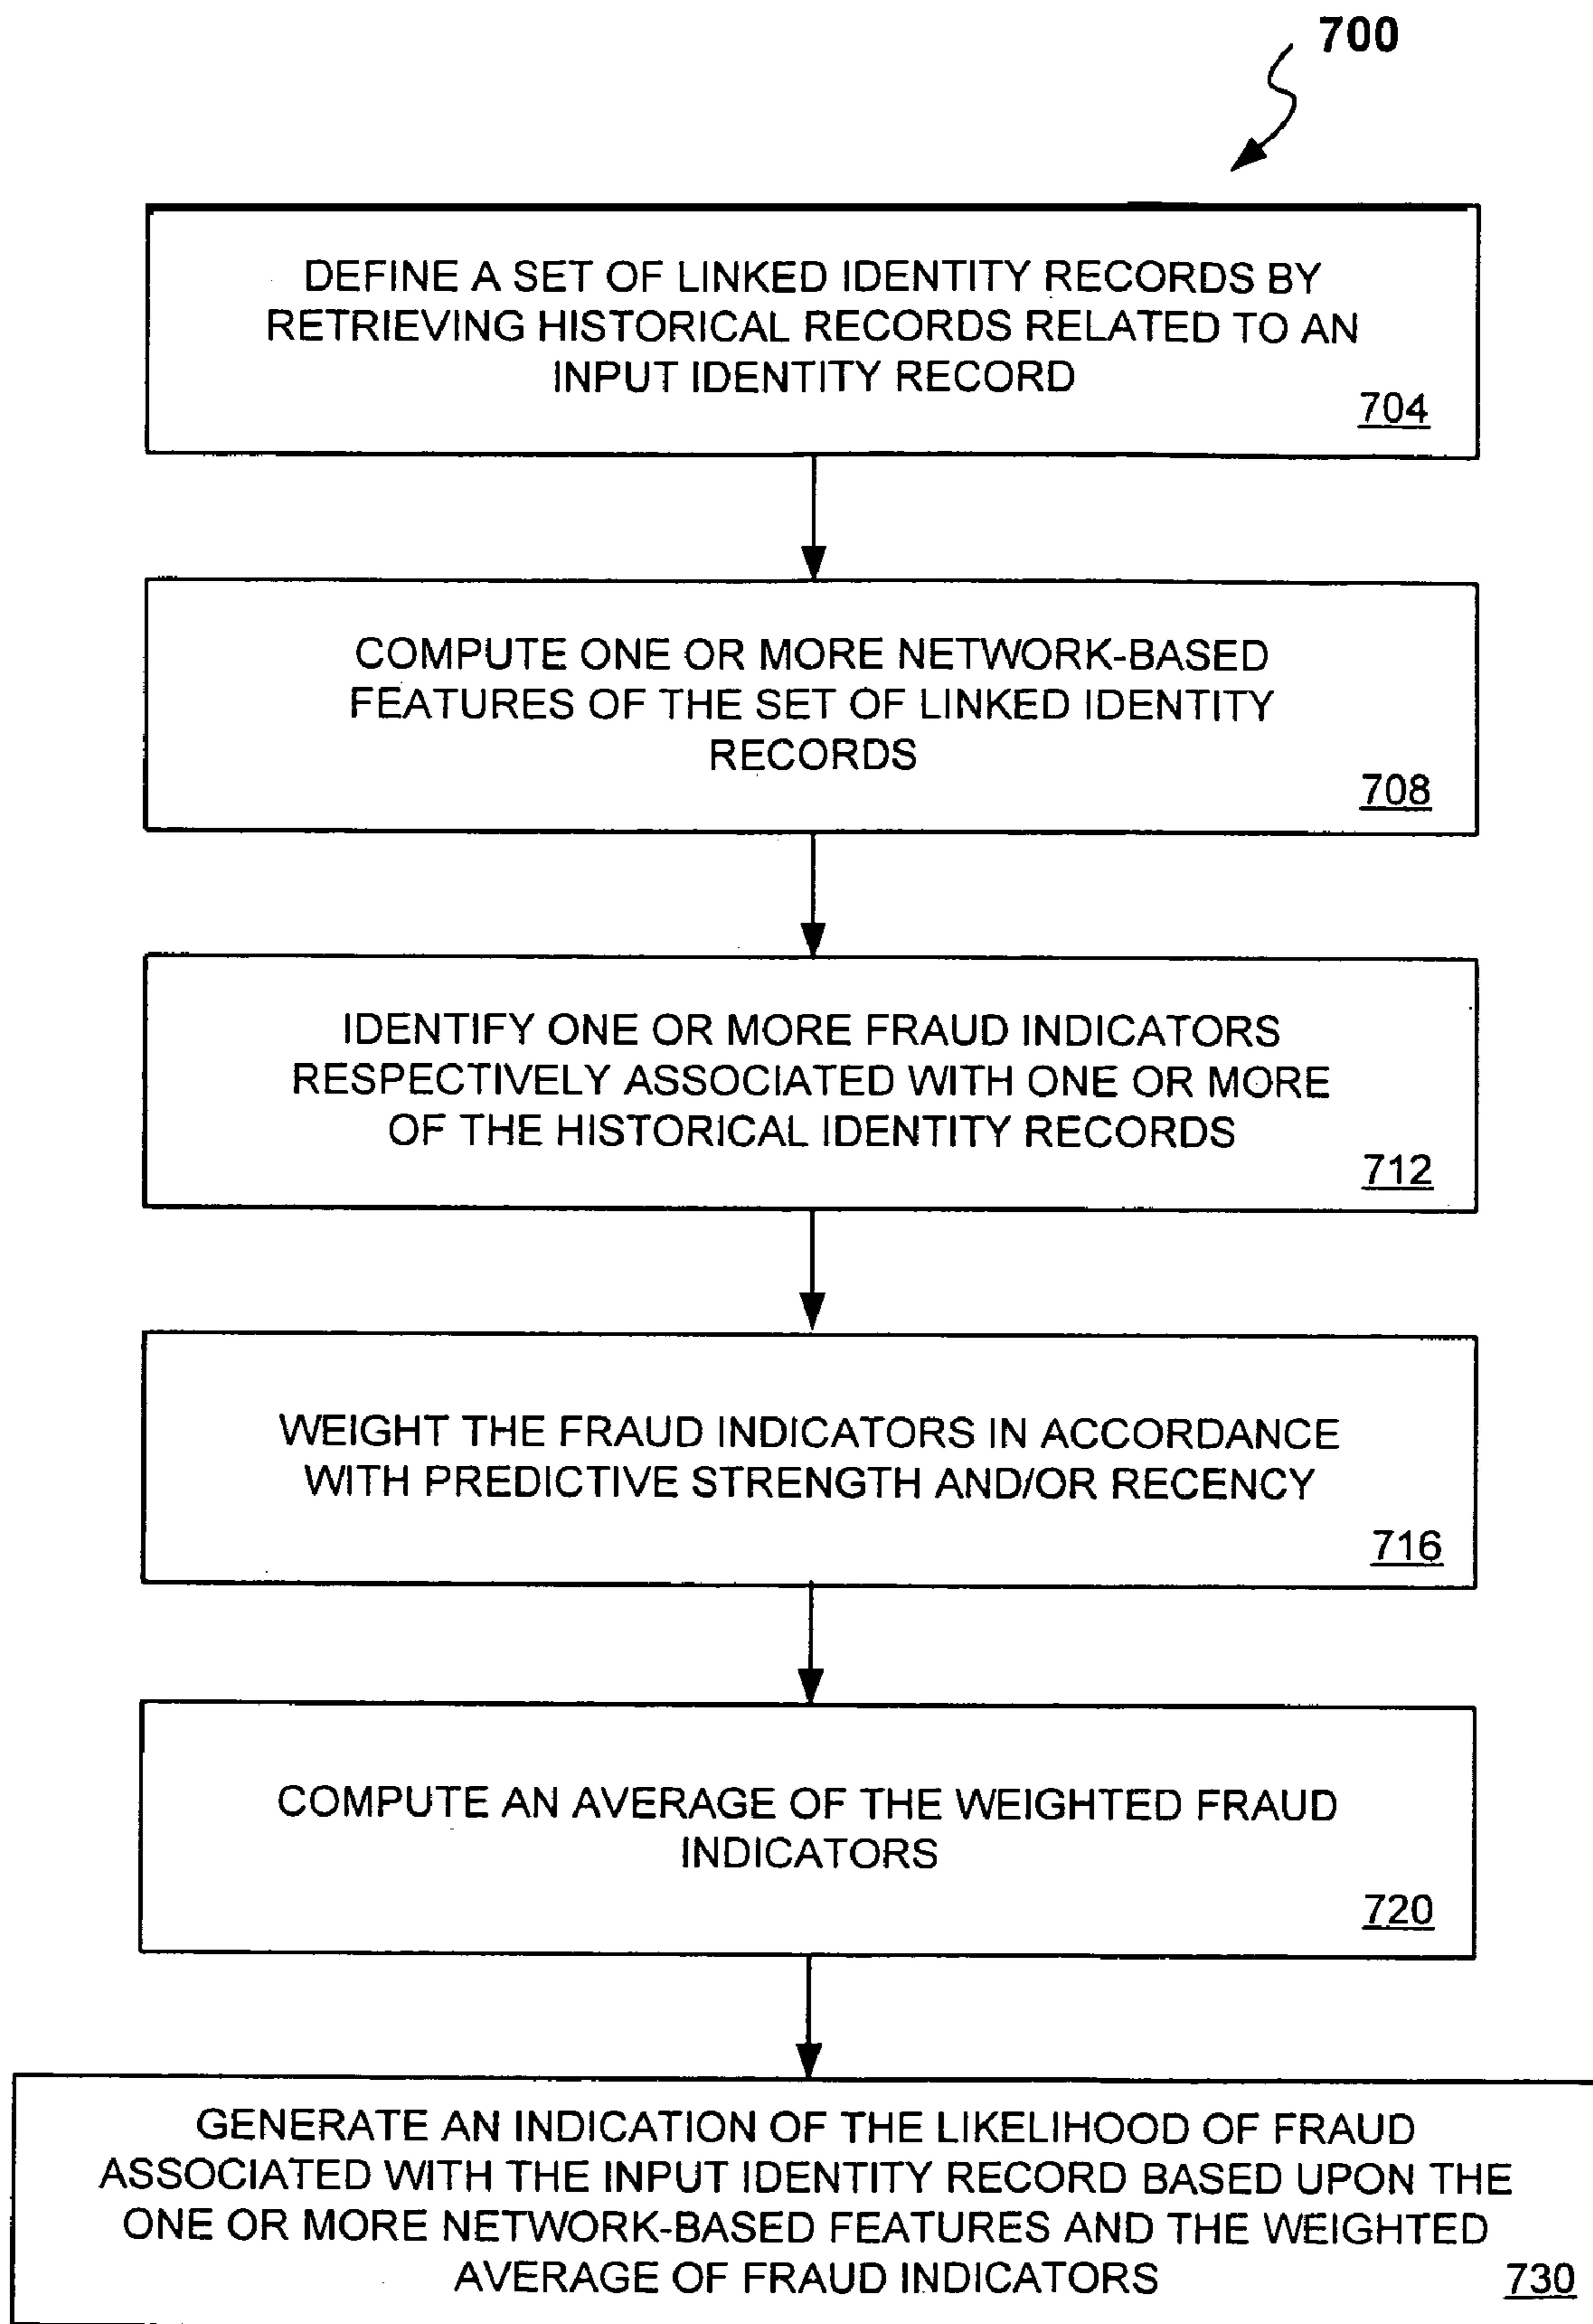 700
DEFINE A SET OF LINKED IDENTITY RECORDS BY
RETRIEVING HISTORICAL RECORDS RELATED TO AN
INPUT IDENTITY RECORD
704
COMPUTE ONE OR MORE NETWORK-BASED
FEATURES OF THE SET OF LINKED IDENTITY
RECORDS
708
IDENTIFY ONE OR MORE FRAUD INDICATORS
RESPECTIVELY ASSOCIATED WITH ONE OR MORE
OF THE HISTORICAL IDENTITY RECORDS
712
WEIGHT THE FRAUD INDICATORS IN ACCORDANCE
WITH PREDICTIVE STRENGTH AND/OR RECENCY
716
COMPUTE AN AVERAGE OF THE WEIGHTED FRAUD
INDICATORS
720
GENERATE AN INDICATION OF THE LIKELIHOOD OF FRAUD
ASSOCIATED WITH THE INPUT IDENTITY RECORD BASED UPON THE
ONE OR MORE NETWORK-BASED FEATURES AND THE WEIGHTED
AVERAGE OF FRAUD INDICATORS
730